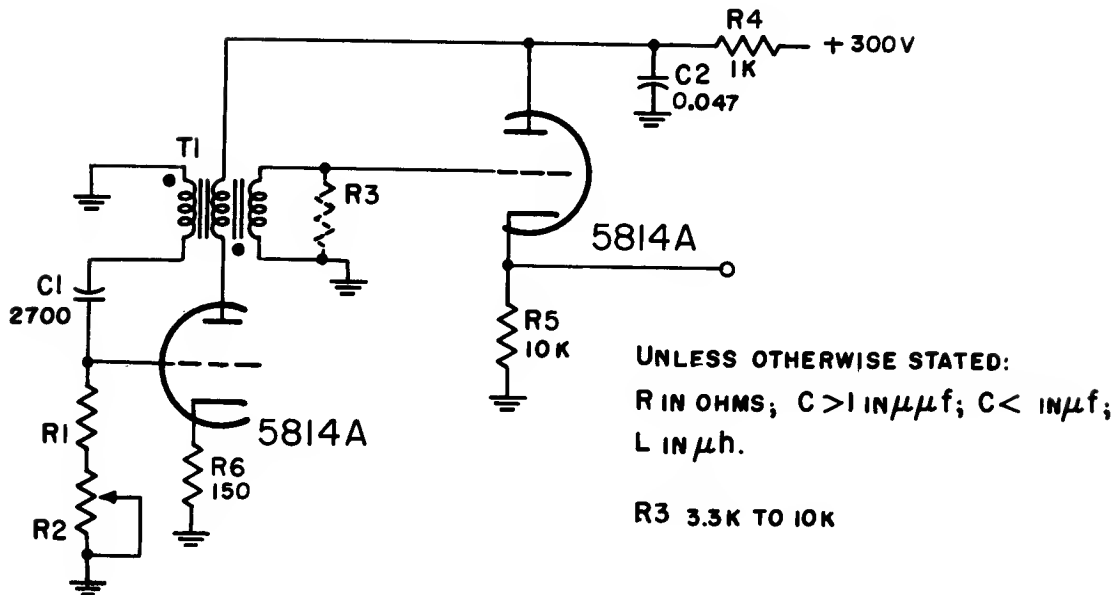 R4
1K
+300V
C2
0.047
T1
R3
5814A
C1
2700
R5
10K
R1
R6
150
5814A
R2
UNLESS OTHERWISE STATED:
R IN OHMS; C>1 IN μμf; C< IN μf;
L IN μh.
R3 3.3K TO 10K